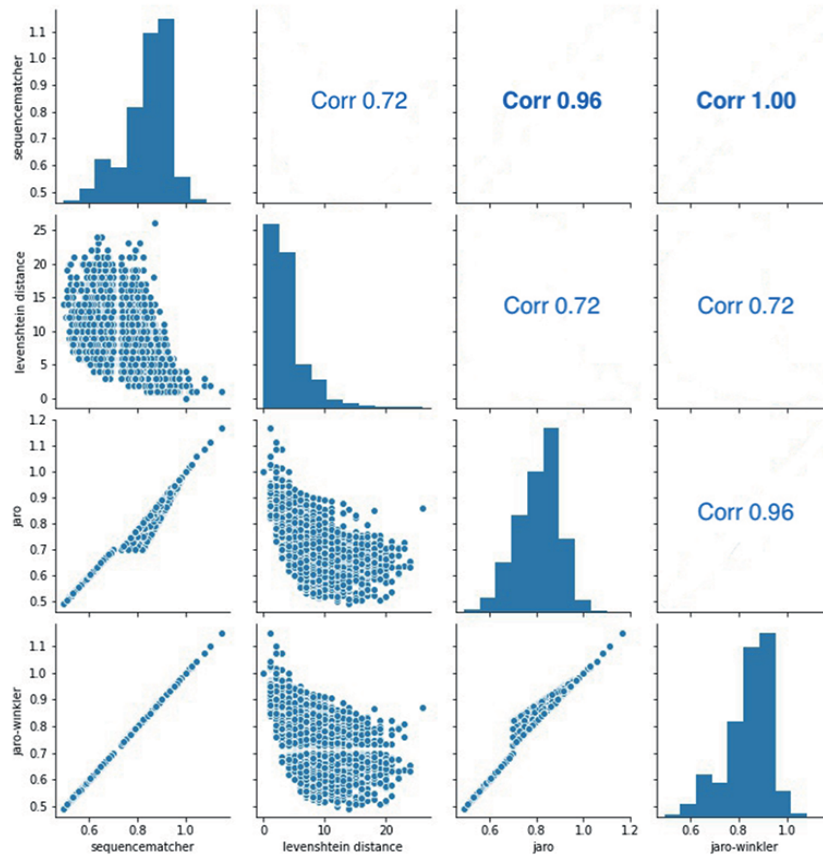 sequencematcher
1.1
1.0
0.9
0.8
0.7
0.6
0.5
Corr 0.72
Corr 0.96
Corr 1.00
levenshtein distance
25
20
15
10
5
0
Corr 0.72
Corr 0.72
jaro
1.2
1.1
1.0
0.9
0.8
0.7
0.6
0.5
Corr 0.96
jaro-winkler
1.1
1.0
0.9
0.8
0.7
0.6
0.5
0.6 0.8 1.0
0 10 20
0.6 0.8 1.0 1.2
0.6 0.8 1.0
sequencematcher
levenshtein distance
jaro
jaro-winkler